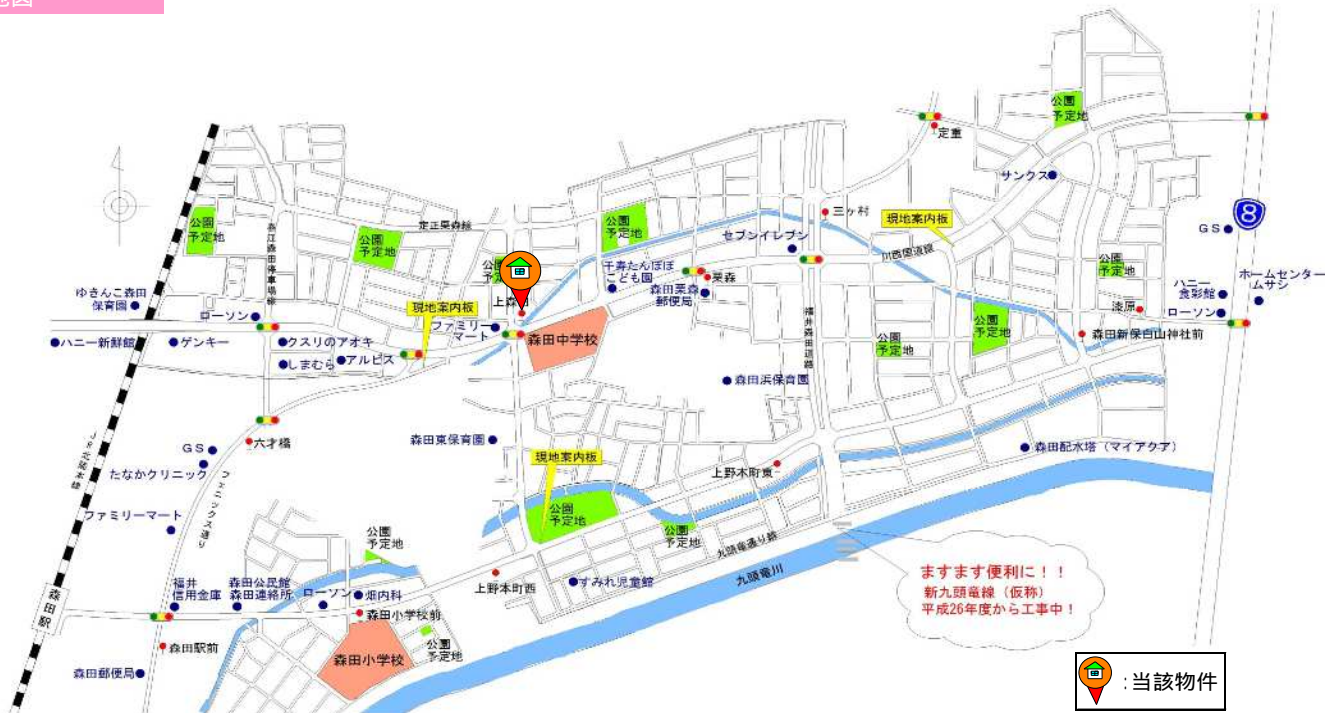 公園
予定地
定重
サンクス
8
公園
予定地
公園
予定地
三ヶ村
現地案内板
GS
定正栗森線
公園
予定地
セブンイレブン
川西国道線
公園
千寿たんぽぽ
こども園
栗森
公園
予定地
ホームセンター
ムサシ
ゆきんこ森田
保育園
上森田
現地案内板
森田栗森
郵便局
ハニー
食彩館
ローソン
ファミリー
マート
森田中学校
公園
予定地
漆原
ローソン
ハニー新鮮館
ゲンキー
クスリのアオキ
公園
予定地
森田新保白山神社前
しまむら
アルビス
福井森田道路
森田浜保育園
六才橋
森田東保育園
GS
現地案内板
上野本町東
森田配水塔（マイアクア）
たなかクリニック
フェニックス通り
ファミリーマート
公園
予定地
公園
予定地
公園
予定地
九頭竜通り線
九頭竜川
ますます便利に！！
新九頭竜線（仮称）
平成26年度から工事中！
福井
信用金庫
森田公民館
森田連絡所
ローソン
畑内科
上野本町西
すみれ児童館
森田駅
森田小学校前
森田駅前
森田小学校
公園
予定地
森田郵便局
：当該物件